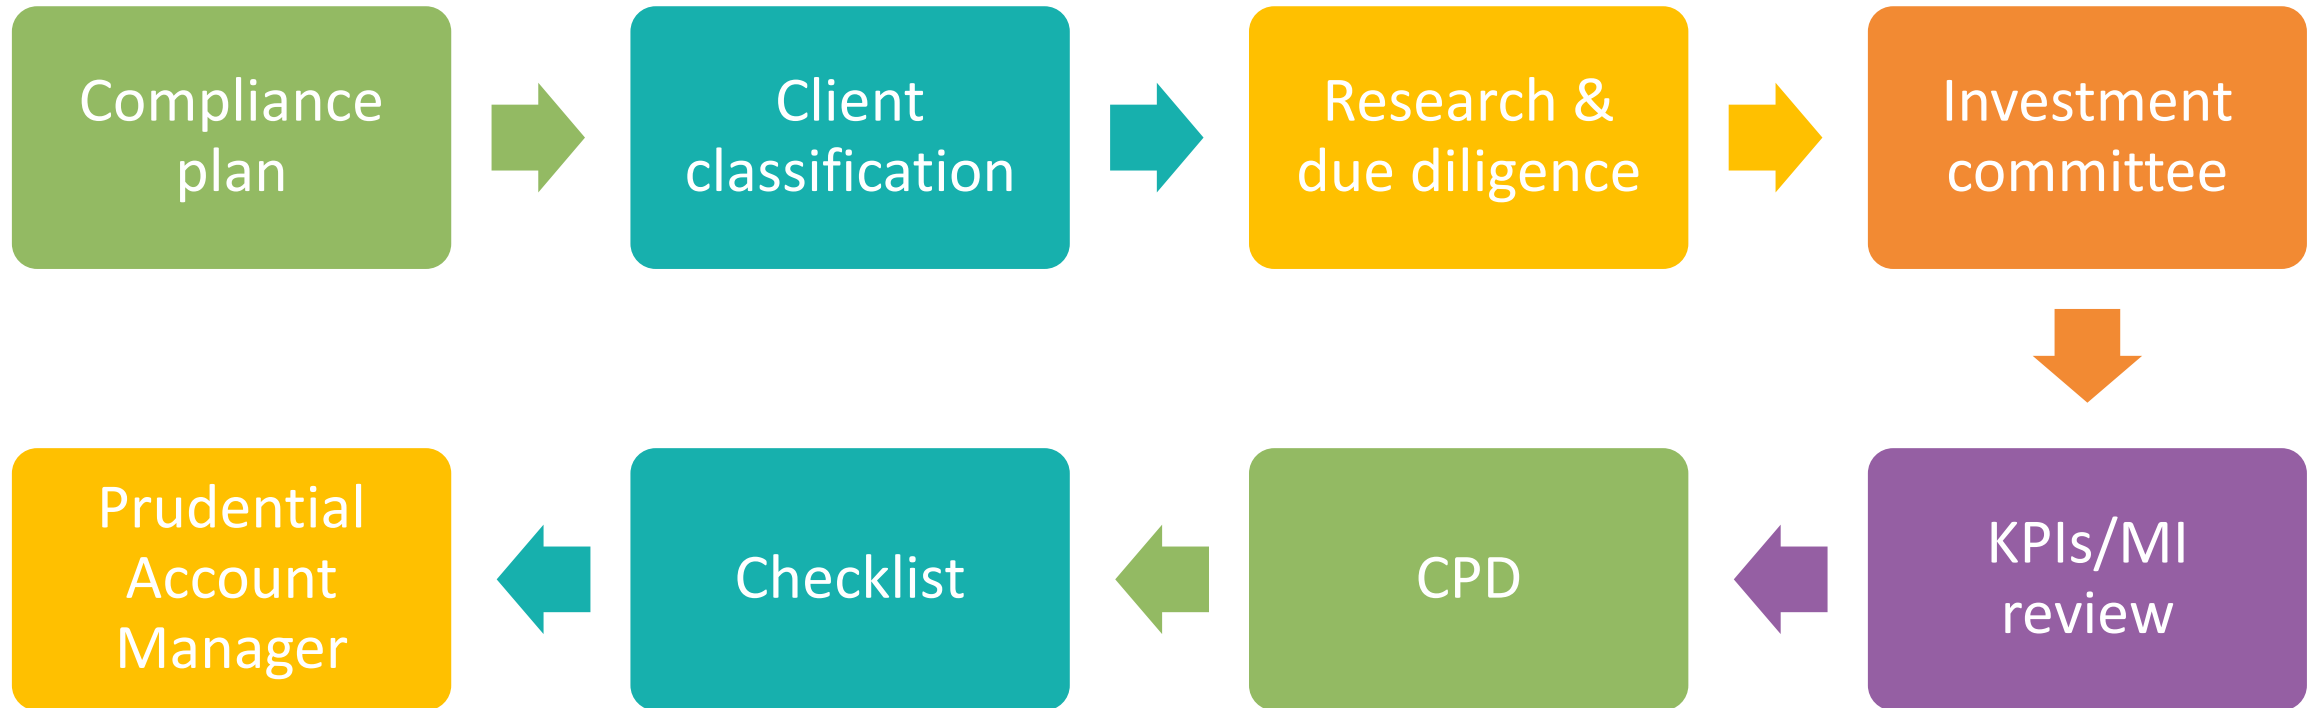 Compliance
plan
Client
classification
Research &
due diligence
Investment
committee
KPIs/MI
review
CPD
Checklist
Prudential
Account
Manager